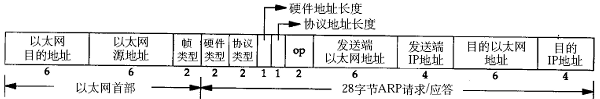 硬件地址长度
协议地址长度
以太网
目的地址
以太网
源地址
帧
类型
硬件
类型
协议
类型
op
发送端
以太网地址
发送端
IP地址
目的以太网
地址
目的
IP地址
6 6 2 2 2 1 1 2 6 4 6 4
以太网首部
28字节ARP请求/应答